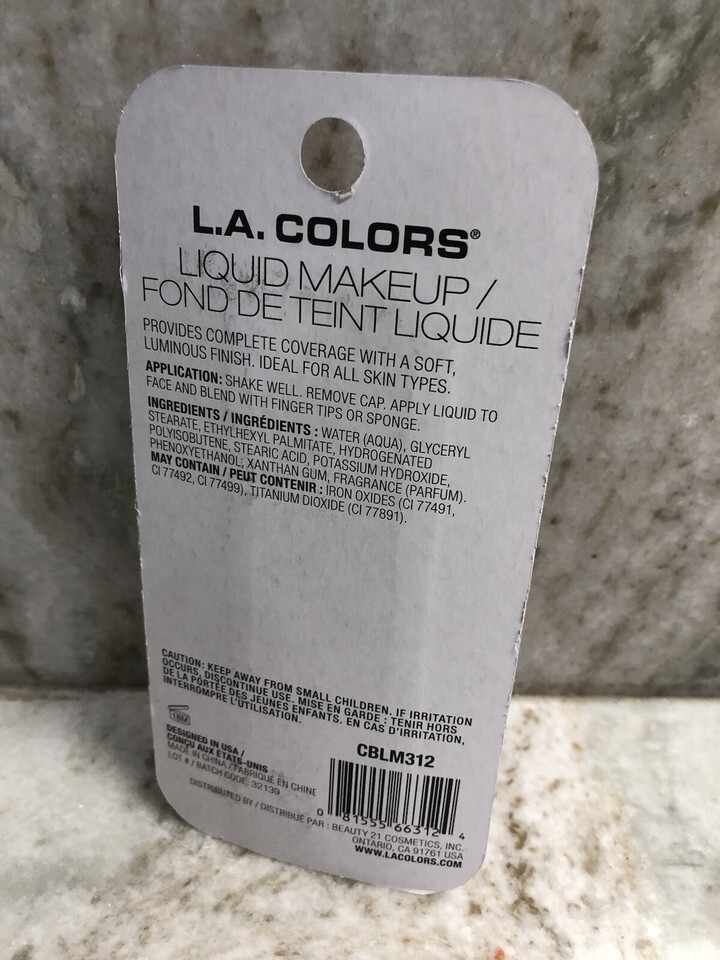 L.A. COLORS®
LIQUID MAKEUP /
FOND DE TEINT LIQUIDE
PROVIDES COMPLETE COVERAGE WITH A SOFT,
LUMINOUS FINISH. IDEAL FOR ALL SKIN TYPES.
APPLICATION: SHAKE WELL. REMOVE CAP. APPLY LIQUID TO
FACE AND BLEND WITH FINGER TIPS OR SPONGE.
INGREDIENTS / INGRÉDIENTS : WATER (AQUA), GLYCERYL
STEARATE, ETHYLHEXYL PALMITATE, HYDROGENATED
POLYISOBUTENE, STEARIC ACID, POTASSIUM HYDROXIDE,
PHENOXYETHANOL, XANTHAN GUM, FRAGRANCE (PARFUM).
MAY CONTAIN / PEUT CONTENIR : IRON OXIDES (CI 77491,
CI 77492, CI 77499), TITANIUM DIOXIDE (CI 77891).
CAUTION: KEEP AWAY FROM SMALL CHILDREN. IF IRRITATION
OCCURS, DISCONTINUE USE. MISE EN GARDE : TENIR HORS
DE LA PORTÉE DES JEUNES ENFANTS. EN CAS D'IRRITATION,
INTERROMPRE L'UTILISATION.
18M
DESIGNED IN USA /
CONÇU AUX ÉTATS-UNIS
MADE IN CHINA / FABRIQUÉ EN CHINE
LOT # / BATCH CODE: 32139
CBLM312
0 81555 66312 4
DISTRIBUTED BY / DISTRIBUÉ PAR : BEAUTY 21 COSMETICS, INC.
ONTARIO, CA 91761 USA
WWW.LACOLORS.COM